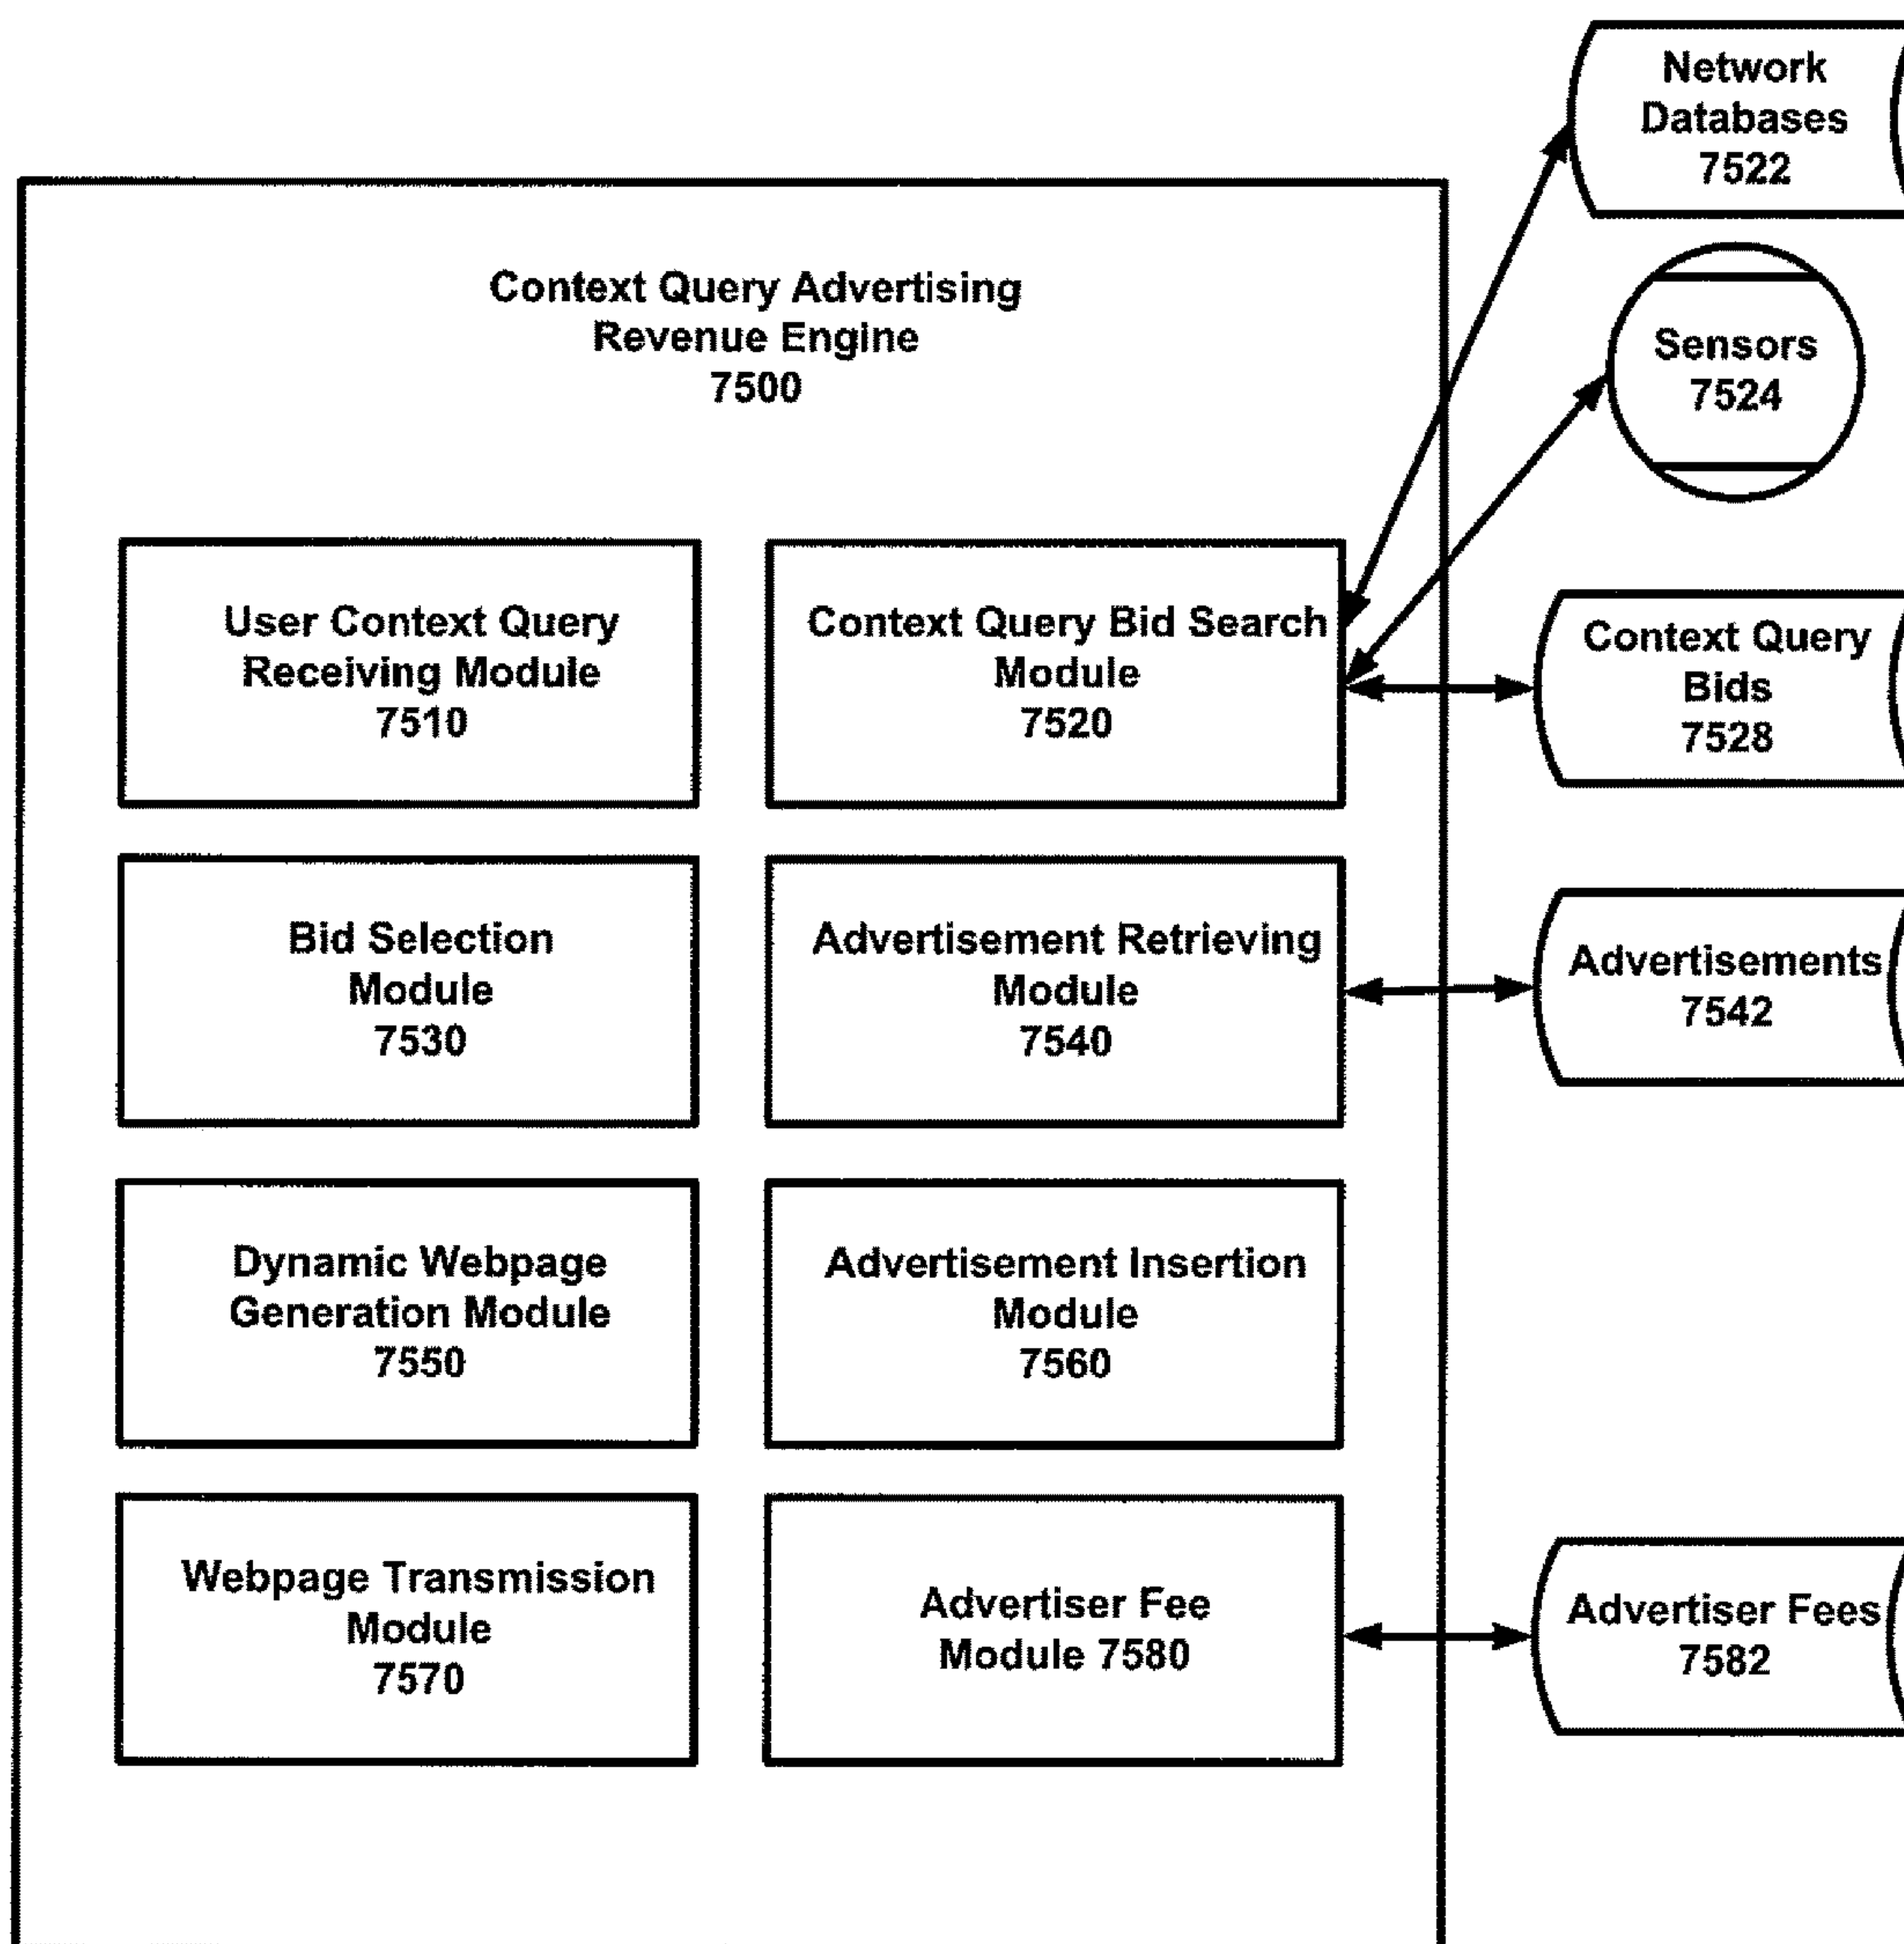 Network
Databases
7522
Context Query Advertising
Revenue Engine
7500
Sensors
7524
User Context Query
Receiving Module
7510
Context Query Bid Search
Module
7520
Context Query
Bids
7528
Bid Selection
Module
7530
Advertisement Retrieving
Module
7540
Advertisements
7542
Dynamic Webpage
Generation Module
7550
Advertisement Insertion
Module
7560
Webpage Transmission
Module
7570
Advertiser Fee
Module 7580
Advertiser Fees
7582